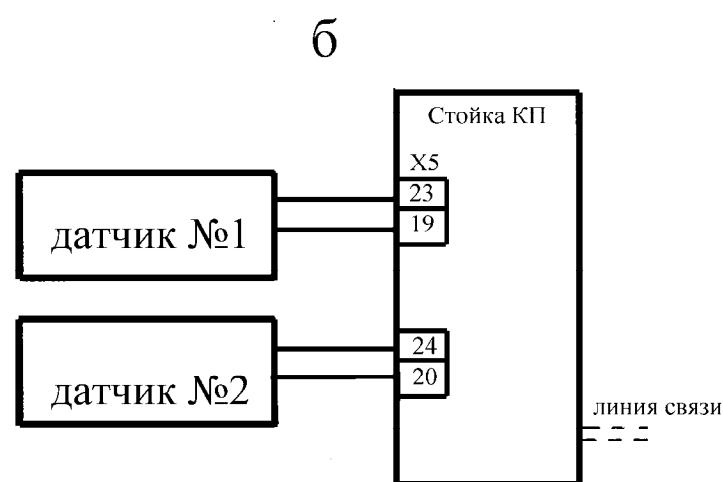 б
Стойка КП
X5
23
19
датчик №1
24
20
датчик №2
линия связи